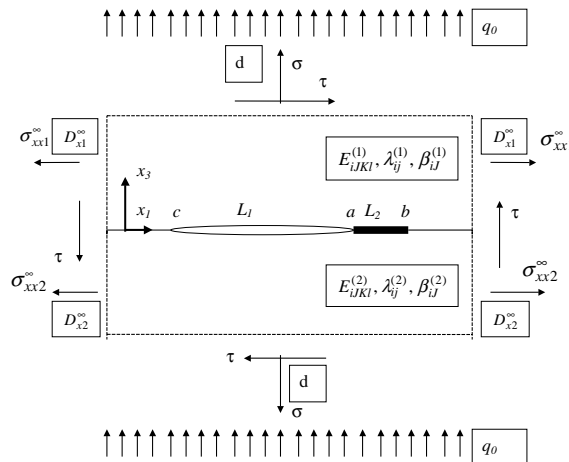 q₀
d
σ
τ
σ∞xx1 D∞x1 D∞x1 σ∞xx
E(1)iJKl, λ(1)ij, β(1)iJ
x₃
x₁ c L₁ a L₂ b
τ τ
E(2)iJKl, λ(2)ij, β(2)iJ
σ∞xx2 σ∞xx2
D∞x2 D∞x2
τ
d
σ
q₀